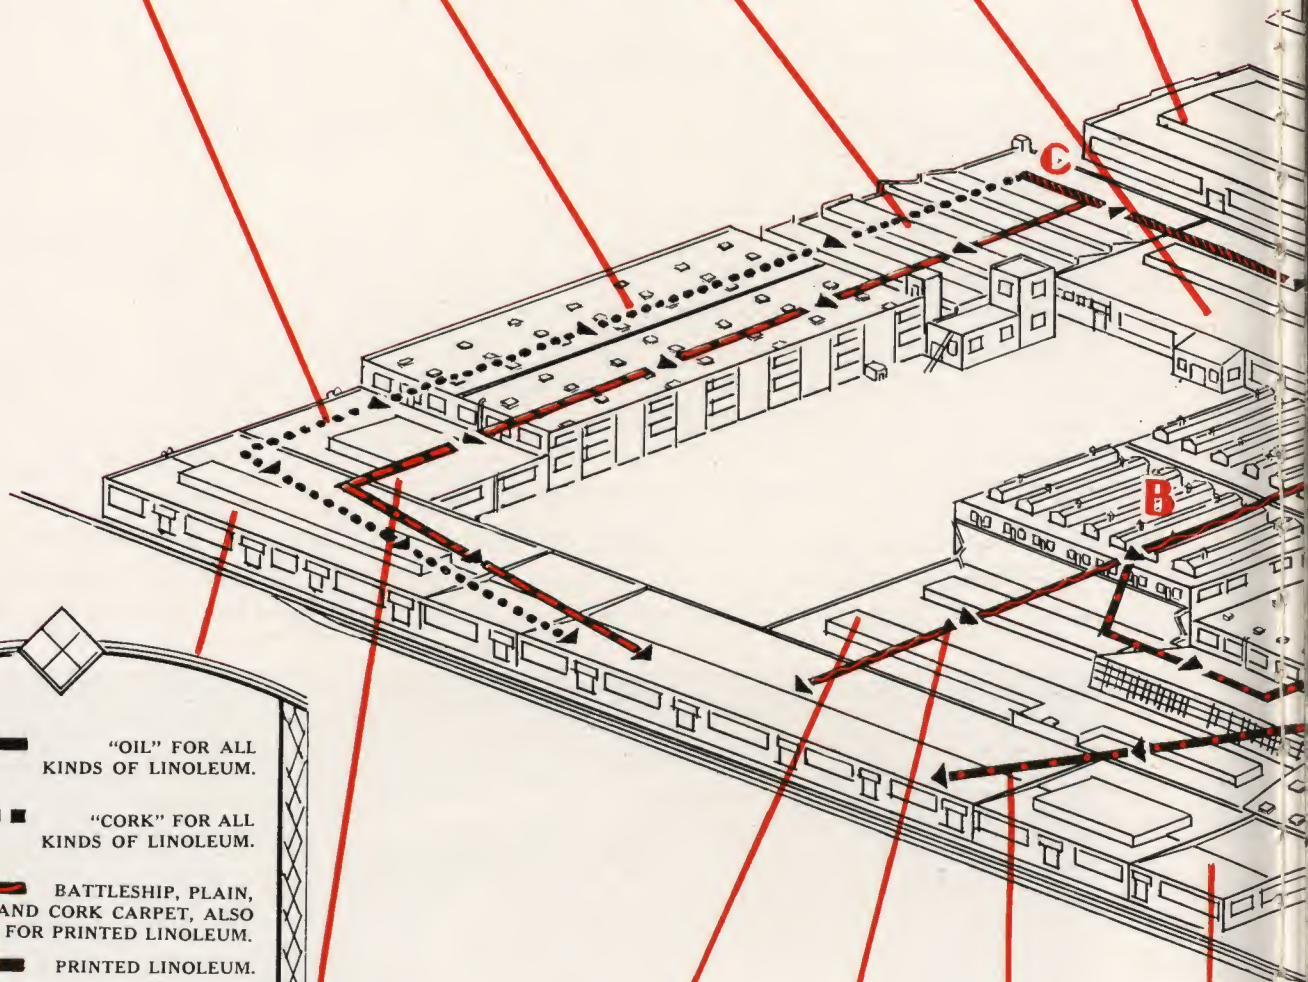 C
B
"OIL" FOR ALL
KINDS OF LINOLEUM.
"CORK" FOR ALL
KINDS OF LINOLEUM.
BATTLESHIP, PLAIN,
AND CORK CARPET, ALSO
FOR PRINTED LINOLEUM.
PRINTED LINOLEUM.